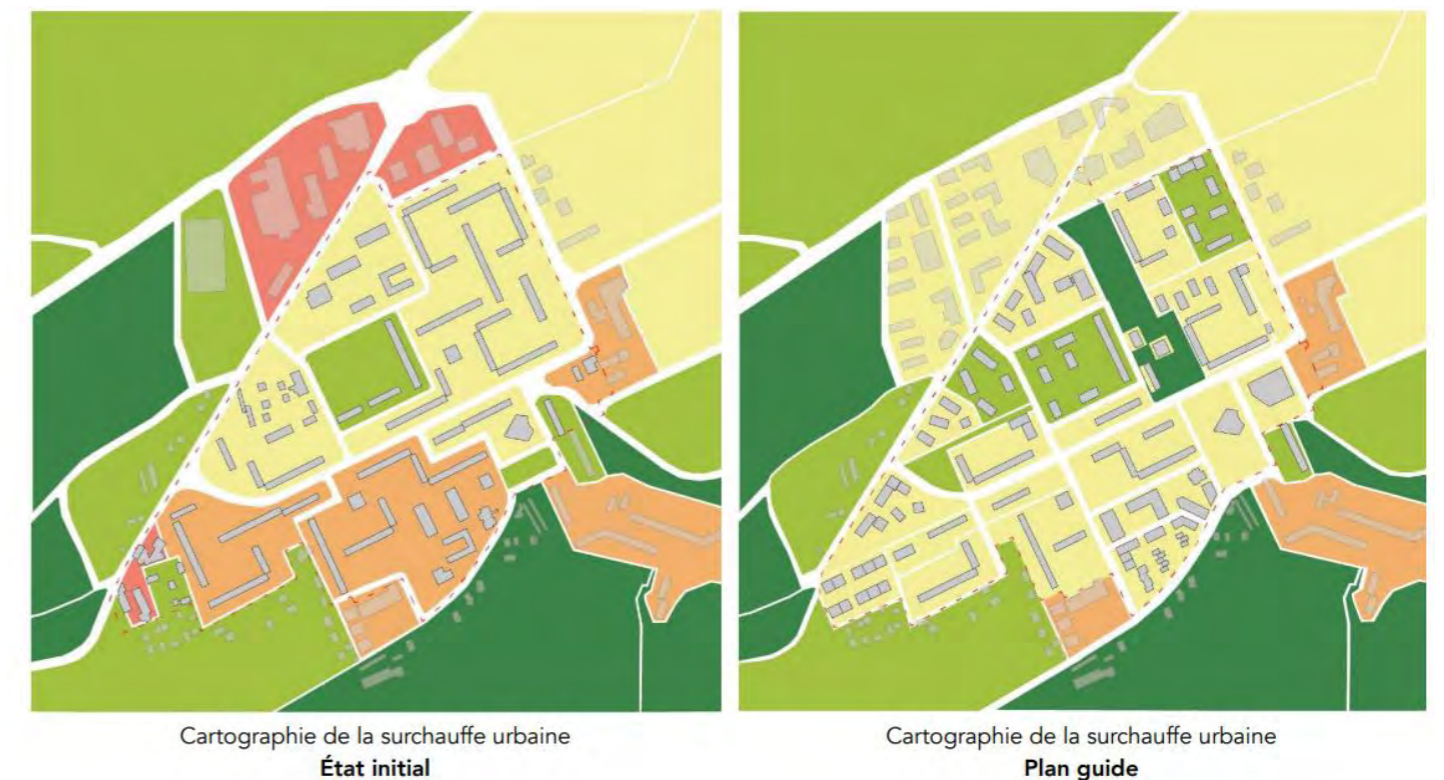 Cartographie de la surchauffe urbaine
État initial
Cartographie de la surchauffe urbaine
Plan guide